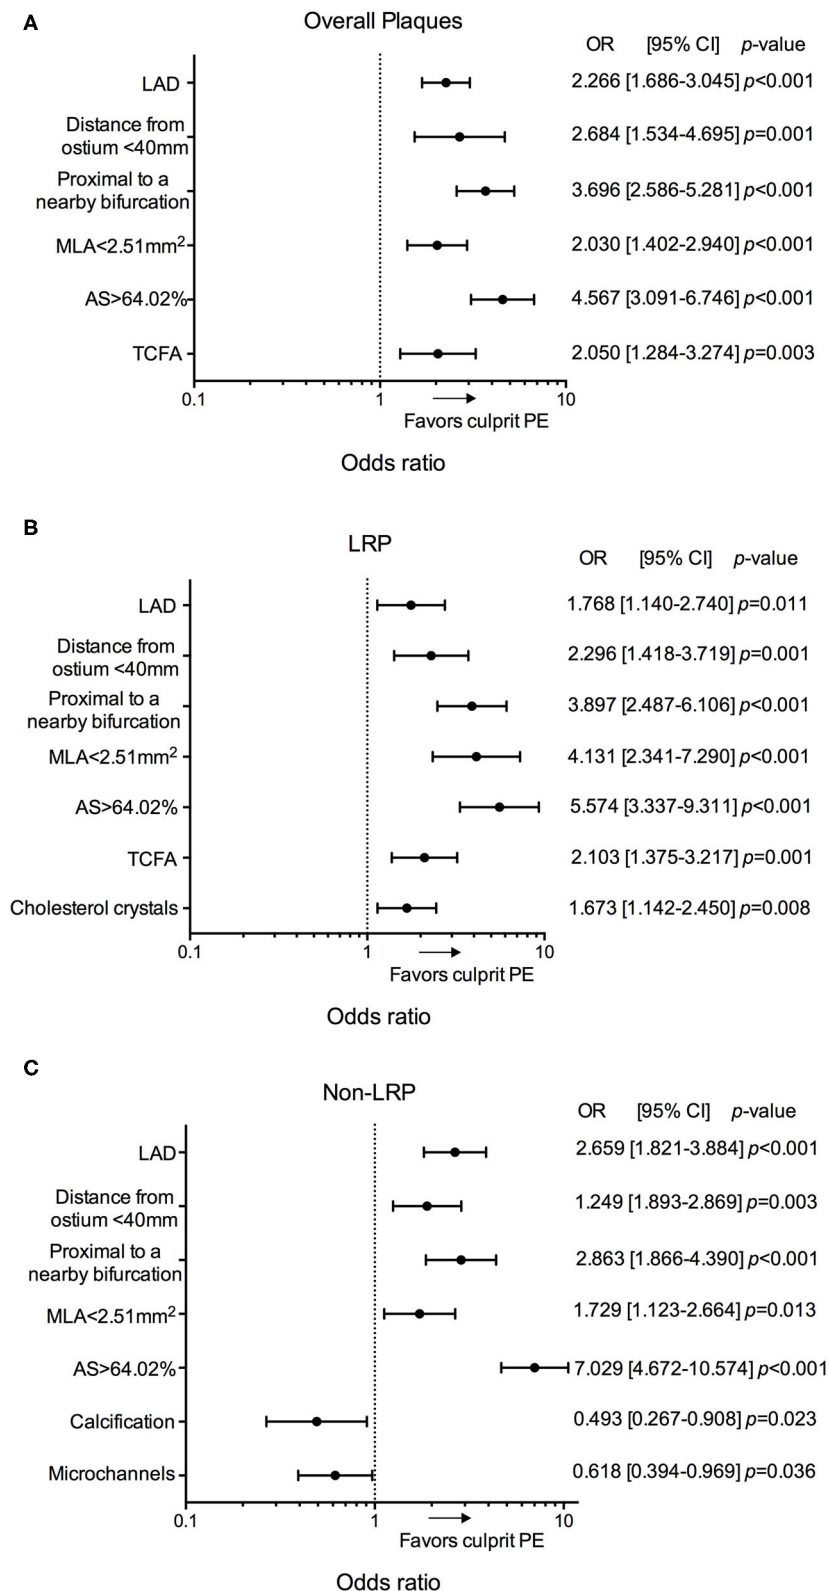 A
Overall Plaques
OR [95% CI] p-value
LAD 2.266 [1.686-3.045] p<0.001
Distance from
ostium <40mm 2.684 [1.534-4.695] p=0.001
Proximal to a
nearby bifurcation 3.696 [2.586-5.281] p<0.001
MLA<2.51mm² 2.030 [1.402-2.940] p<0.001
AS>64.02% 4.567 [3.091-6.746] p<0.001
TCFA 2.050 [1.284-3.274] p=0.003
0.1 1 10
Favors culprit PE
Odds ratio
B
LRP
OR [95% CI] p-value
LAD 1.768 [1.140-2.740] p=0.011
Distance from
ostium <40mm 2.296 [1.418-3.719] p=0.001
Proximal to a
nearby bifurcation 3.897 [2.487-6.106] p<0.001
MLA<2.51mm² 4.131 [2.341-7.290] p<0.001
AS>64.02% 5.574 [3.337-9.311] p<0.001
TCFA 2.103 [1.375-3.217] p=0.001
Cholesterol crystals 1.673 [1.142-2.450] p=0.008
0.1 1 10
Favors culprit PE
Odds ratio
C
Non-LRP
OR [95% CI] p-value
LAD 2.659 [1.821-3.884] p<0.001
Distance from
ostium <40mm 1.249 [1.893-2.869] p=0.003
Proximal to a
nearby bifurcation 2.863 [1.866-4.390] p<0.001
MLA<2.51mm² 1.729 [1.123-2.664] p=0.013
AS>64.02% 7.029 [4.672-10.574] p<0.001
Calcification 0.493 [0.267-0.908] p=0.023
Microchannels 0.618 [0.394-0.969] p=0.036
0.1 1 10
Favors culprit PE
Odds ratio